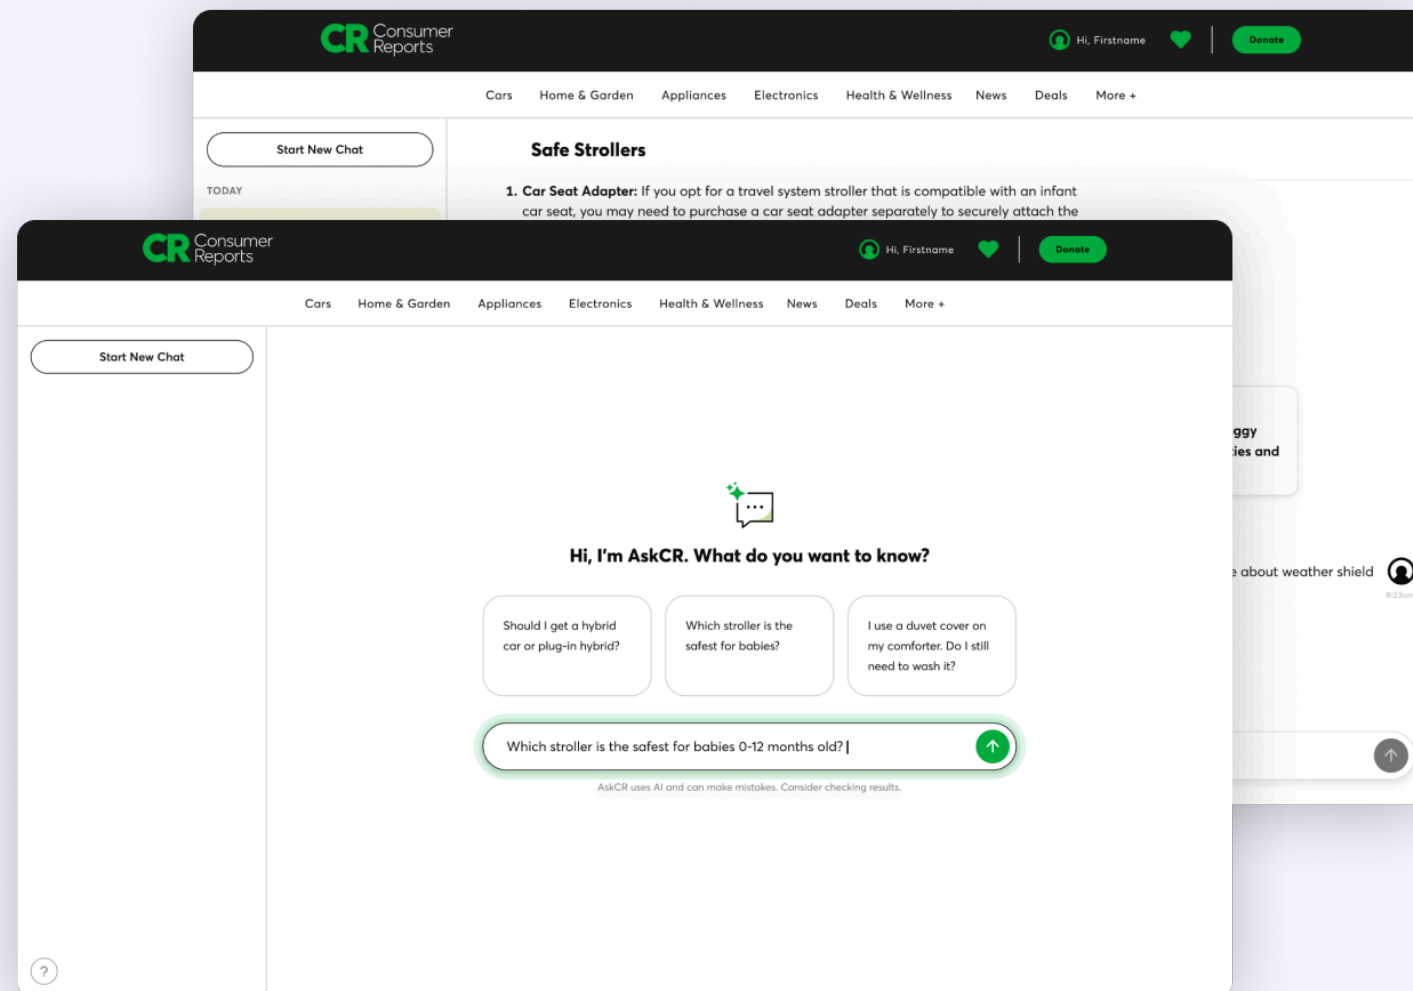 CR Consumer
Reports
Hi, Firstname
Donate
Cars Home & Garden Appliances Electronics Health & Wellness News Deals More +
Start New Chat
TODAY
Safe Strollers
1. Car Seat Adapter: If you opt for a travel system stroller that is compatible with an infant
car seat, you may need to purchase a car seat adapter separately to securely attach the
ggy
ies and
e about weather shield
9:23am
CR Consumer
Reports
Hi, Firstname
Donate
Cars Home & Garden Appliances Electronics Health & Wellness News Deals More +
Start New Chat
Hi, I'm AskCR. What do you want to know?
Should I get a hybrid
car or plug-in hybrid?
Which stroller is the
safest for babies?
I use a duvet cover on
my comforter. Do I still
need to wash it?
Which stroller is the safest for babies 0-12 months old?
AskCR uses AI and can make mistakes. Consider checking results.
?